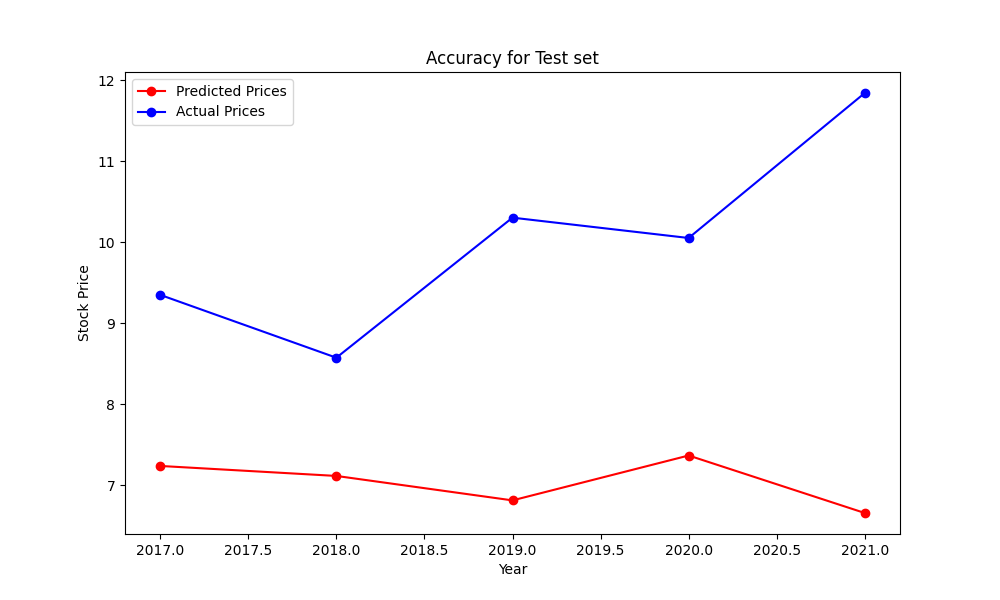 Accuracy for Test set
Predicted Prices
Actual Prices
12
11
10
9
8
7
Stock Price
2017.0 2017.5 2018.0 2018.5 2019.0 2019.5 2020.0 2020.5 2021.0
Year